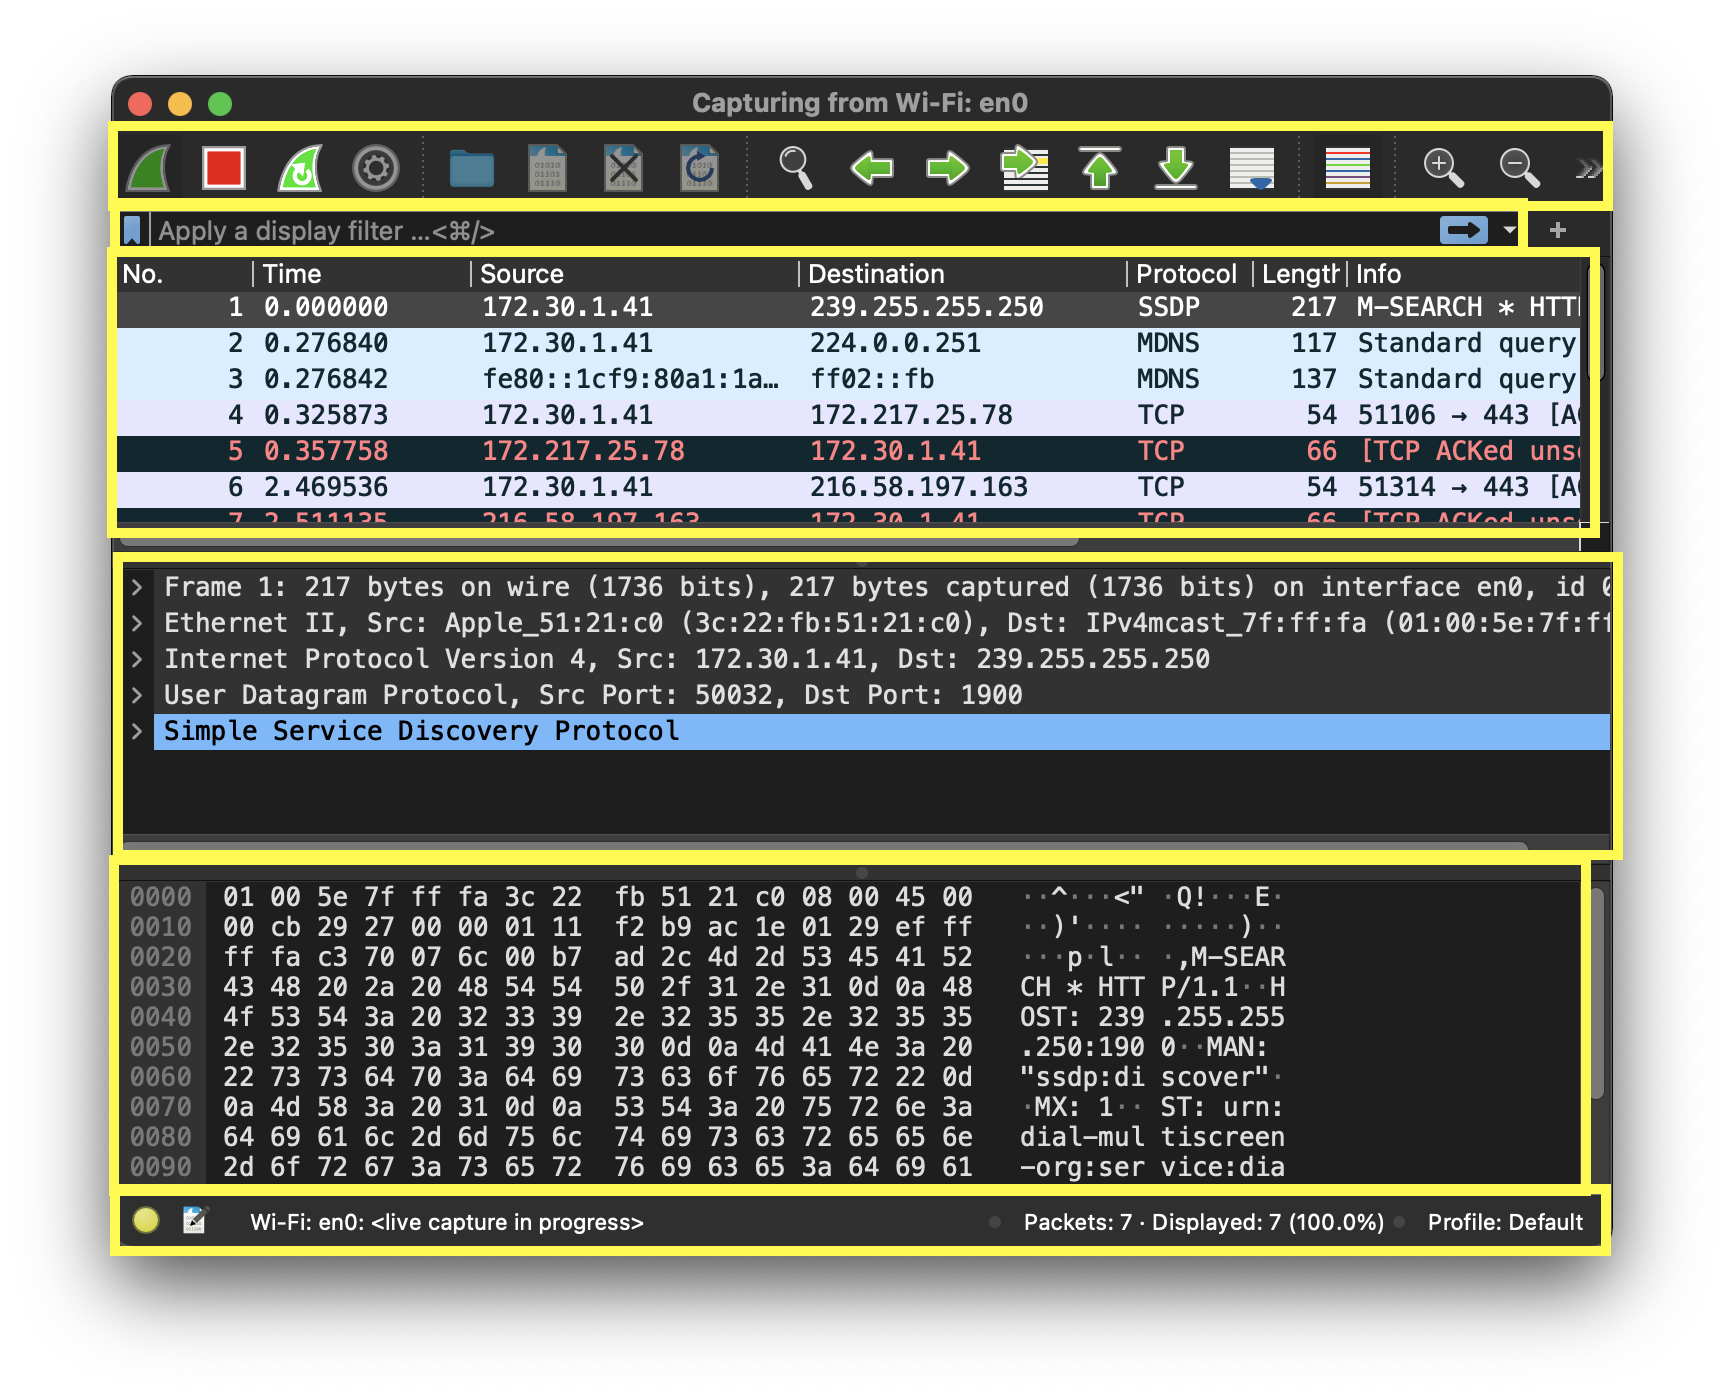 Capturing from Wi-Fi: en0
Apply a display filter ...<⌘/>
No. Time Source Destination Protocol Length Info
1 0.000000 172.30.1.41 239.255.255.250 SSDP 217 M-SEARCH * HTT
2 0.276840 172.30.1.41 224.0.0.251 MDNS 117 Standard query
3 0.276842 fe80::1cf9:80a1:1a… ff02::fb MDNS 137 Standard query
4 0.325873 172.30.1.41 172.217.25.78 TCP 54 51106 → 443 [A
5 0.357758 172.217.25.78 172.30.1.41 TCP 66 [TCP ACKed uns
6 2.469536 172.30.1.41 216.58.197.163 TCP 54 51314 → 443 [A
7 2.511135 216.58.197.163 172.30.1.41 TCP 66 [TCP ACKed uns
Frame 1: 217 bytes on wire (1736 bits), 217 bytes captured (1736 bits) on interface en0, id
Ethernet II, Src: Apple_51:21:c0 (3c:22:fb:51:21:c0), Dst: IPv4mcast_7f:ff:fa (01:00:5e:7f:ff
Internet Protocol Version 4, Src: 172.30.1.41, Dst: 239.255.255.250
User Datagram Protocol, Src Port: 50032, Dst Port: 1900
Simple Service Discovery Protocol
0000 01 00 5e 7f ff fa 3c 22 fb 51 21 c0 08 00 45 00 ··^···<" ·Q!···E·
0010 00 cb 29 27 00 00 01 11 f2 b9 ac 1e 01 29 ef ff ··)'···· ·····)··
0020 ff fa c3 70 07 6c 00 b7 ad 2c 4d 2d 53 45 41 52 ···p·l·· ·,M-SEAR
0030 43 48 20 2a 20 48 54 54 50 2f 31 2e 31 0d 0a 48 CH * HTT P/1.1··H
0040 4f 53 54 3a 20 32 33 39 2e 32 35 35 2e 32 35 35 OST: 239 .255.255
0050 2e 32 35 30 3a 31 39 30 30 0d 0a 4d 41 4e 3a 20 .250:190 0··MAN:
0060 22 73 73 64 70 3a 64 69 73 63 6f 76 65 72 22 0d "ssdp:di scover"·
0070 0a 4d 58 3a 20 31 0d 0a 53 54 3a 20 75 72 6e 3a ·MX: 1·· ST: urn:
0080 64 69 61 6c 2d 6d 75 6c 74 69 73 63 72 65 65 6e dial-mul tiscreen
0090 2d 6f 72 67 3a 73 65 72 76 69 63 65 3a 64 69 61 -org:ser vice:dia
Wi-Fi: en0: <live capture in progress> Packets: 7 · Displayed: 7 (100.0%) Profile: Default